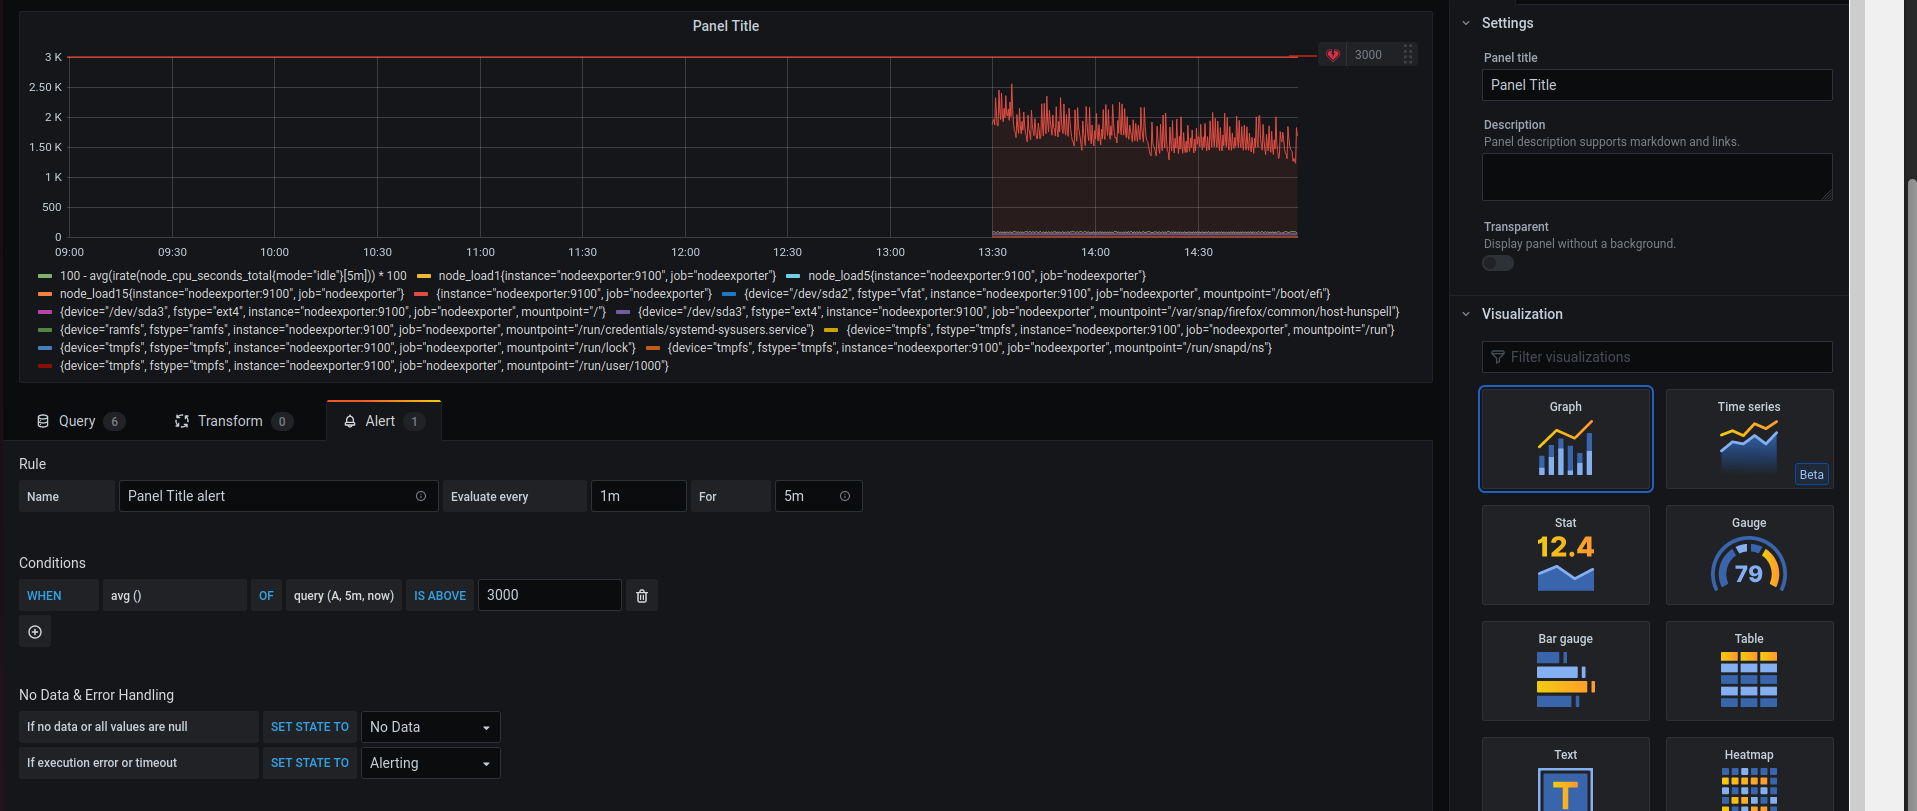 Panel Title
3000
3 K
2.50 K
2 K
1.50 K
1 K
500
0
09:00 09:30 10:00 10:30 11:00 11:30 12:00 12:30 13:00 13:30 14:00 14:30
100 - avg(irate(node_cpu_seconds_total{mode="idle"}[5m])) * 100 node_load1{instance="nodeexporter:9100", job="nodeexporter"} node_load5{instance="nodeexporter:9100", job="nodeexporter"}
node_load15{instance="nodeexporter:9100", job="nodeexporter"} {instance="nodeexporter:9100", job="nodeexporter"} {device="/dev/sda2", fstype="vfat", instance="nodeexporter:9100", job="nodeexporter", mountpoint="/boot/efi"}
{device="/dev/sda3", fstype="ext4", instance="nodeexporter:9100", job="nodeexporter", mountpoint="/"} {device="/dev/sda3", fstype="ext4", instance="nodeexporter:9100", job="nodeexporter", mountpoint="/var/snap/firefox/common/host-hunspell"}
{device="ramfs", fstype="ramfs", instance="nodeexporter:9100", job="nodeexporter", mountpoint="/run/credentials/systemd-sysusers.service"} {device="tmpfs", fstype="tmpfs", instance="nodeexporter:9100", job="nodeexporter", mountpoint="/run"}
{device="tmpfs", fstype="tmpfs", instance="nodeexporter:9100", job="nodeexporter", mountpoint="/run/lock"} {device="tmpfs", fstype="tmpfs", instance="nodeexporter:9100", job="nodeexporter", mountpoint="/run/snapd/ns"}
{device="tmpfs", fstype="tmpfs", instance="nodeexporter:9100", job="nodeexporter", mountpoint="/run/user/1000"}
Query 6 Transform 0 Alert 1
Rule
Name Panel Title alert Evaluate every 1m For 5m
Conditions
WHEN avg () OF query (A, 5m, now) IS ABOVE 3000
No Data & Error Handling
If no data or all values are null SET STATE TO No Data
If execution error or timeout SET STATE TO Alerting
Settings
Panel title
Panel Title
Description
Panel description supports markdown and links.
Transparent
Display panel without a background.
Visualization
Filter visualizations
Graph Time series
Beta
Stat Gauge
12.4 79
Bar gauge Table
Text Heatmap
T